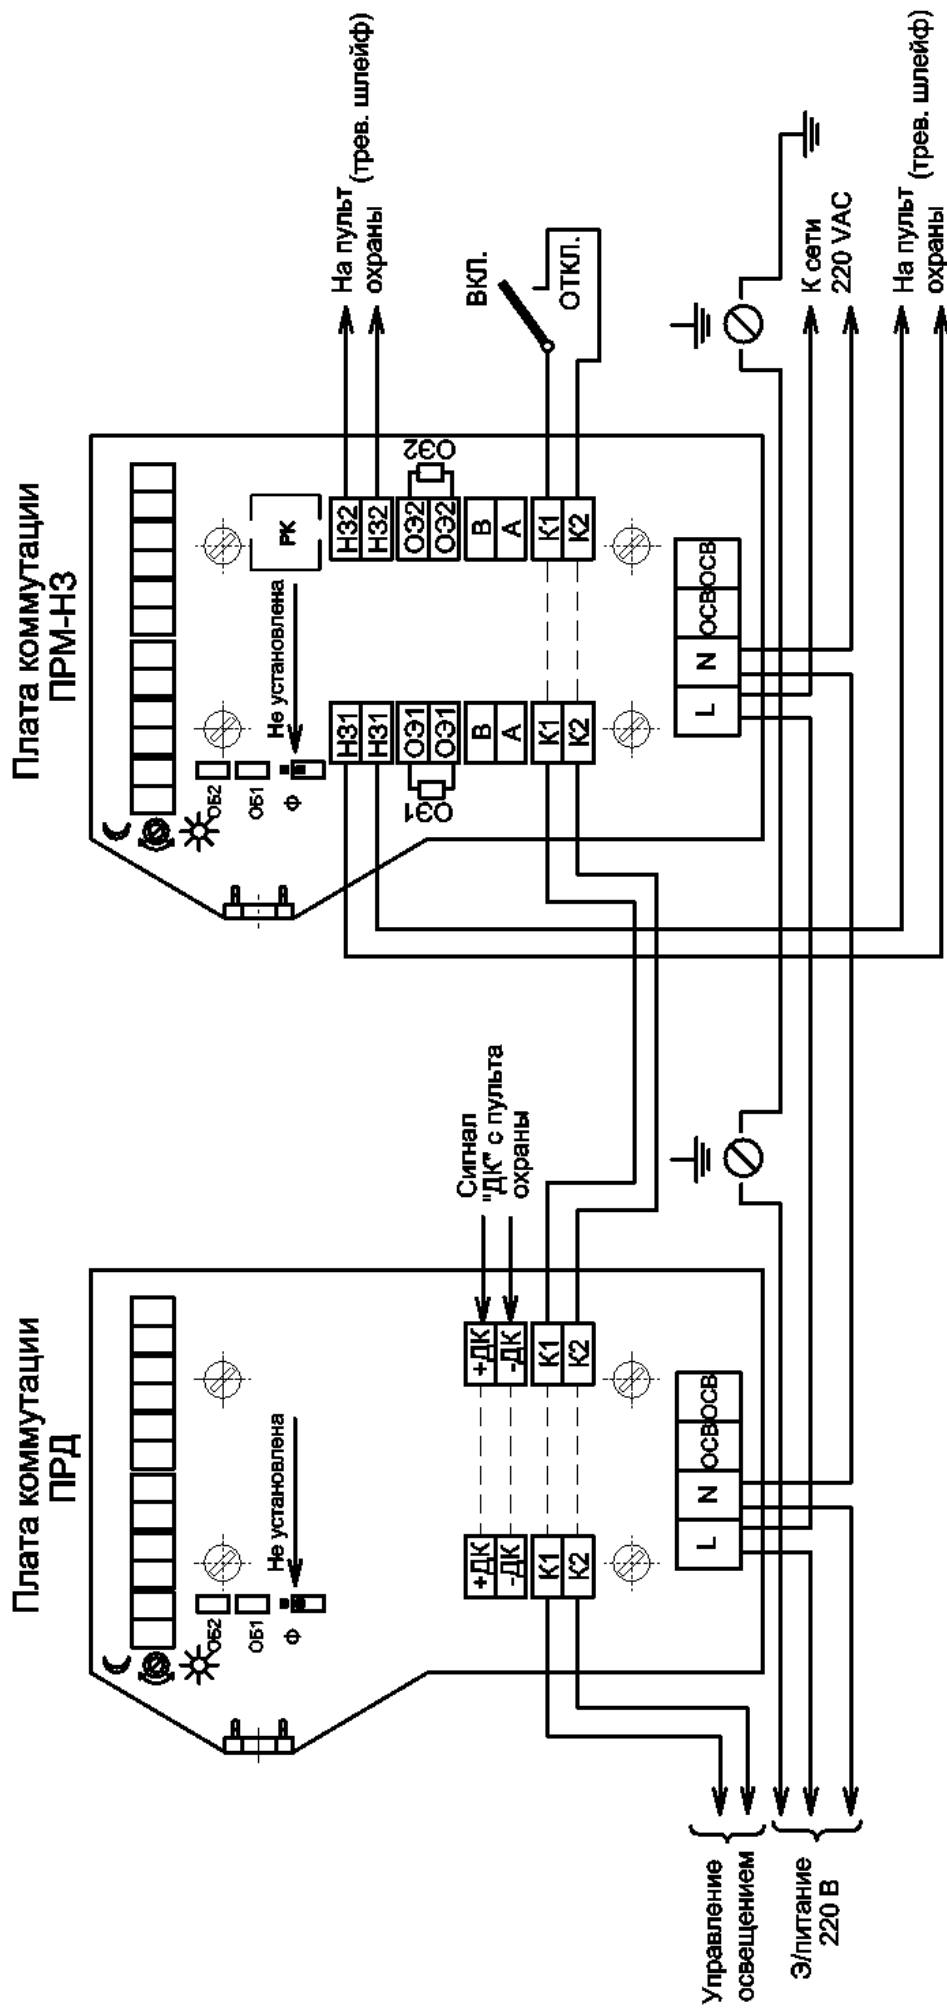 Плата коммутации
ПРД
ОБ2
ОБ1
Ф
Не установлена
+ДК
-ДК
К1
К2
+ДК
-ДК
К1
К2
L
N
ОСВ
ОСВ
Сигнал
"ДК" с пульта
охраны
Управление
освещением
Э/питание
220 В
Плата коммутации
ПРМ-НЗ
ОБ2
ОБ1
Ф
Не установлена
РК
НЗ1
НЗ1
ОЭ1
ОЭ1
В
А
К1
К2
ОЭ1
НЗ2
НЗ2
ОЭ2
ОЭ2
В
А
К1
К2
ОЭ2
L
N
ОСВ
ОСВ
На пульт (трев. шлейф)
охраны
ВКЛ.
ОТКЛ.
К сети
220 VAC
На пульт (трев. шлейф)
охраны